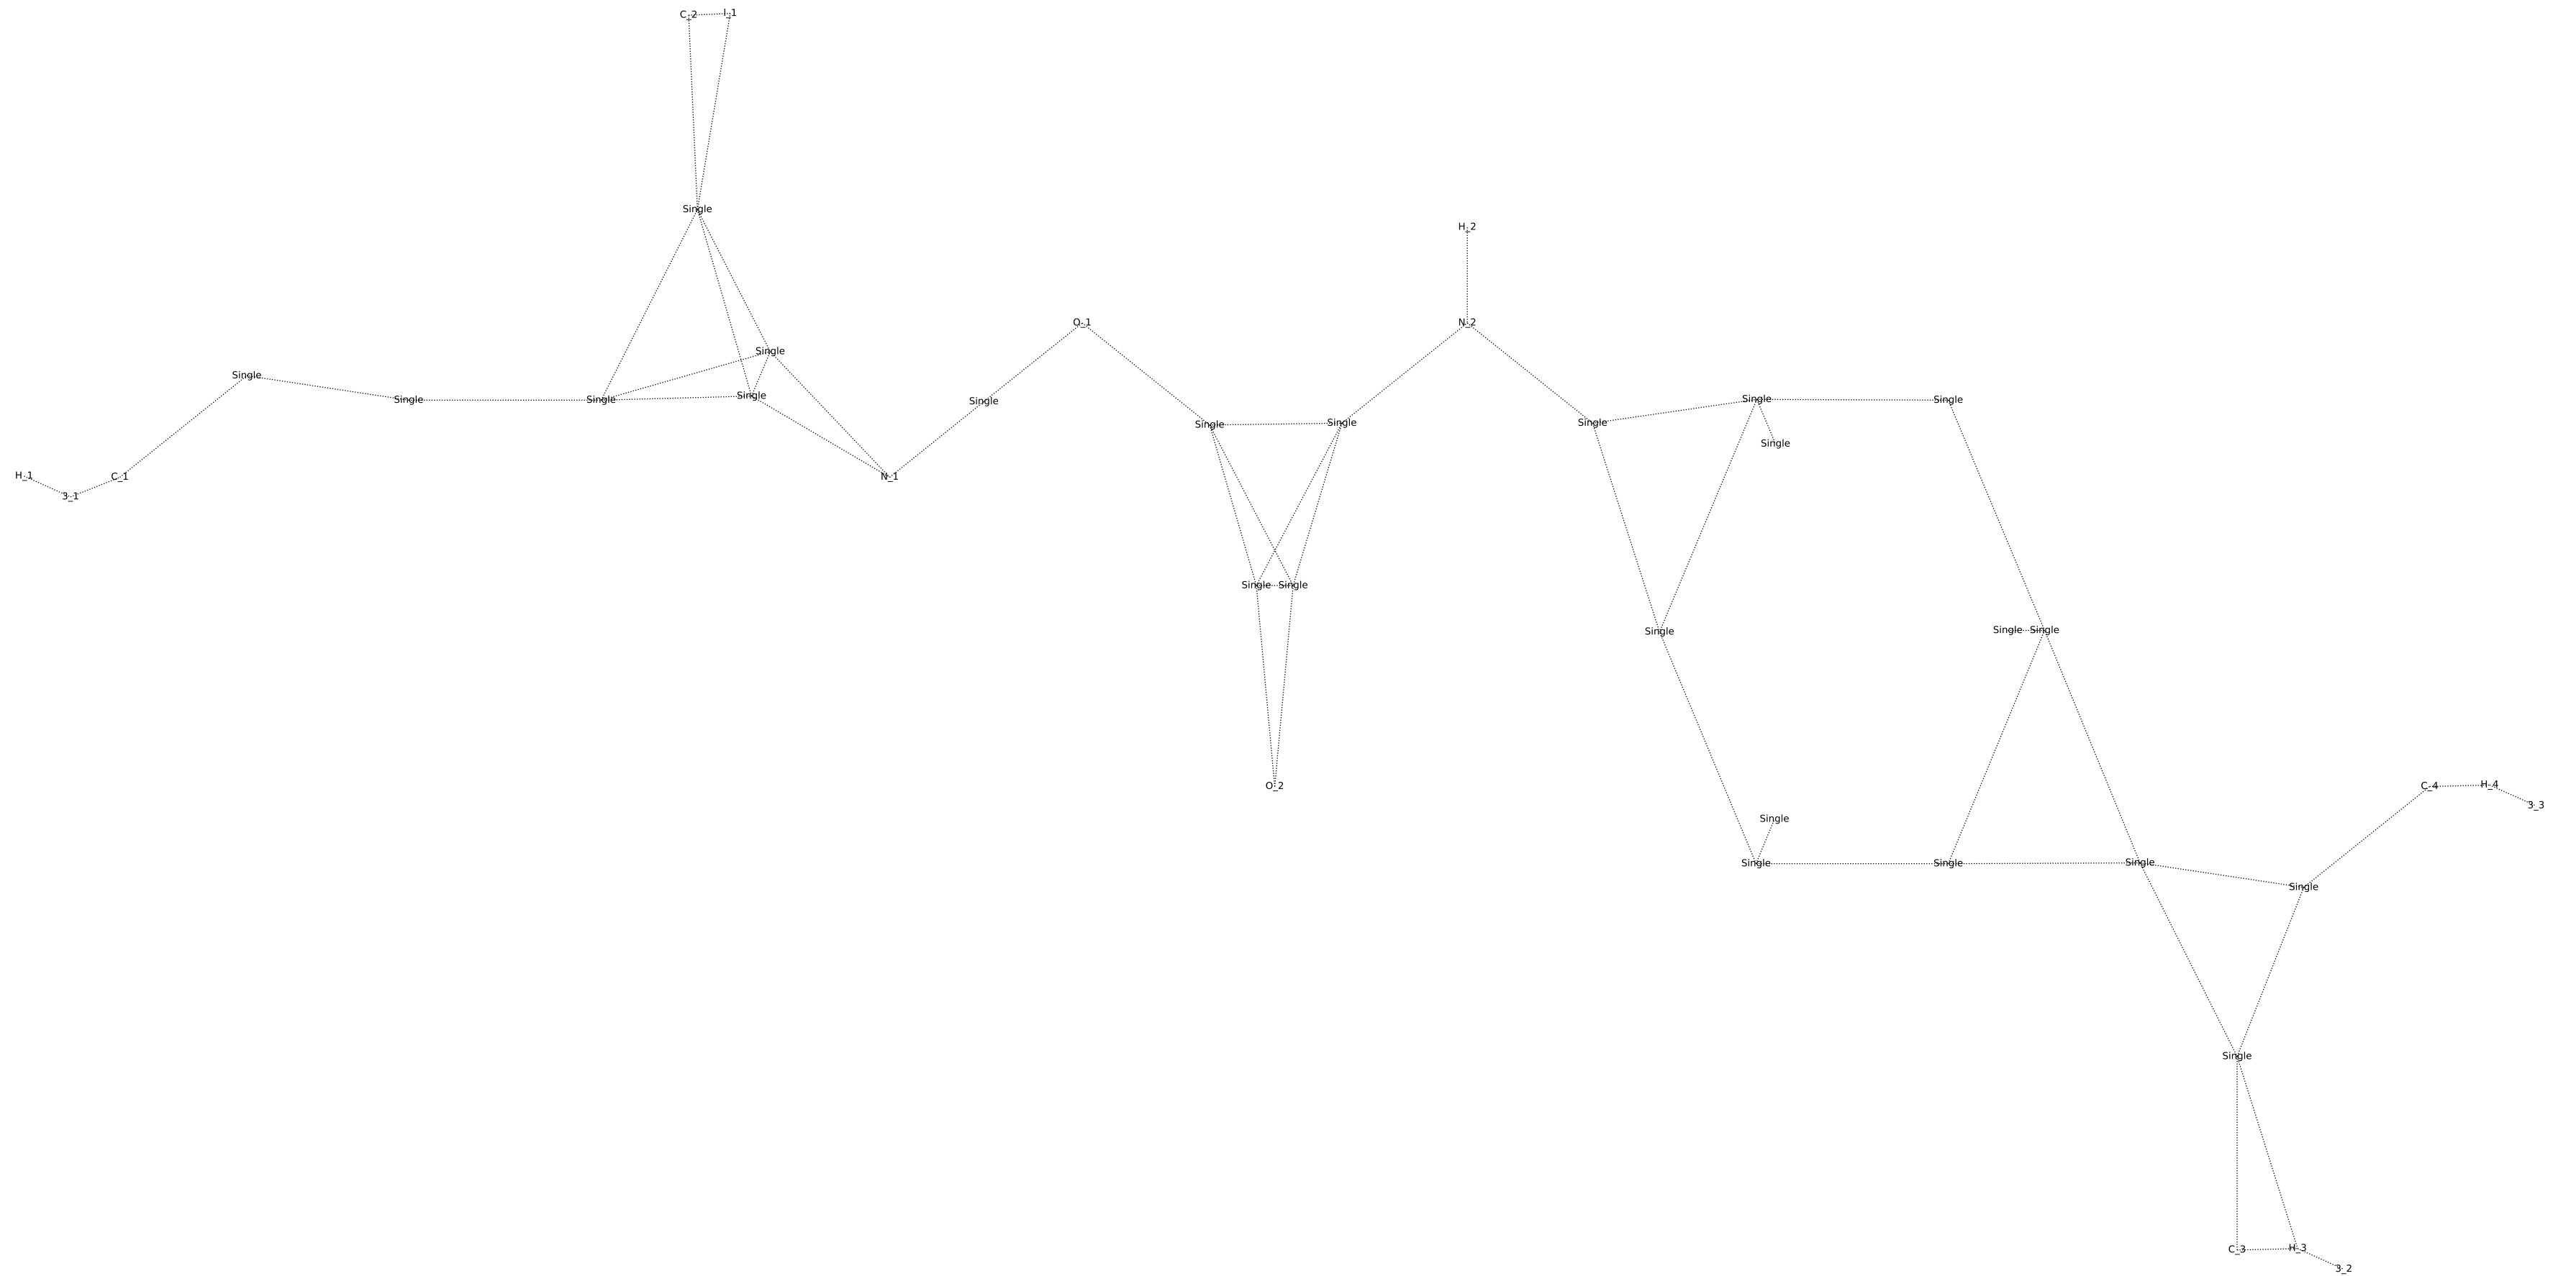 C_2 I_1
Single
H_2
O_1 N_2
Single
Single
Single Single Single Single Single Single
Single Single Single Single
Single
H_1 C_1 N_1
3_1
Single Single
Single Single Single
O_2 C_4 H_4
3_3
Single
Single Single Single
Single
Single
C_3 H_3
3_2